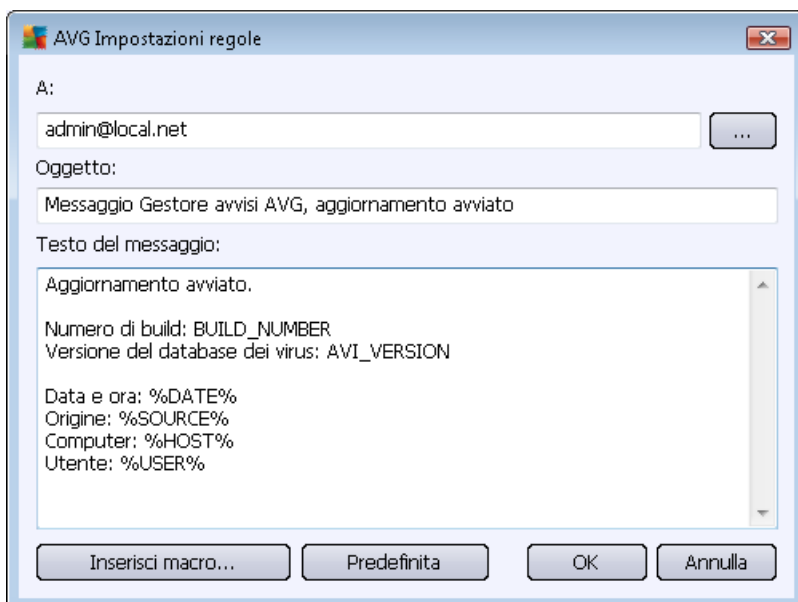 AVG Impostazioni regole
A:
admin@local.net
...
Oggetto:
Messaggio Gestore avvisi AVG, aggiornamento avviato
Testo del messaggio:
Aggiornamento avviato.
Numero di build: BUILD_NUMBER
Versione del database dei virus: AVI_VERSION
Data e ora: %DATE%
Origine: %SOURCE%
Computer: %HOST%
Utente: %USER%
Inserisci macro... Predefinita OK Annulla